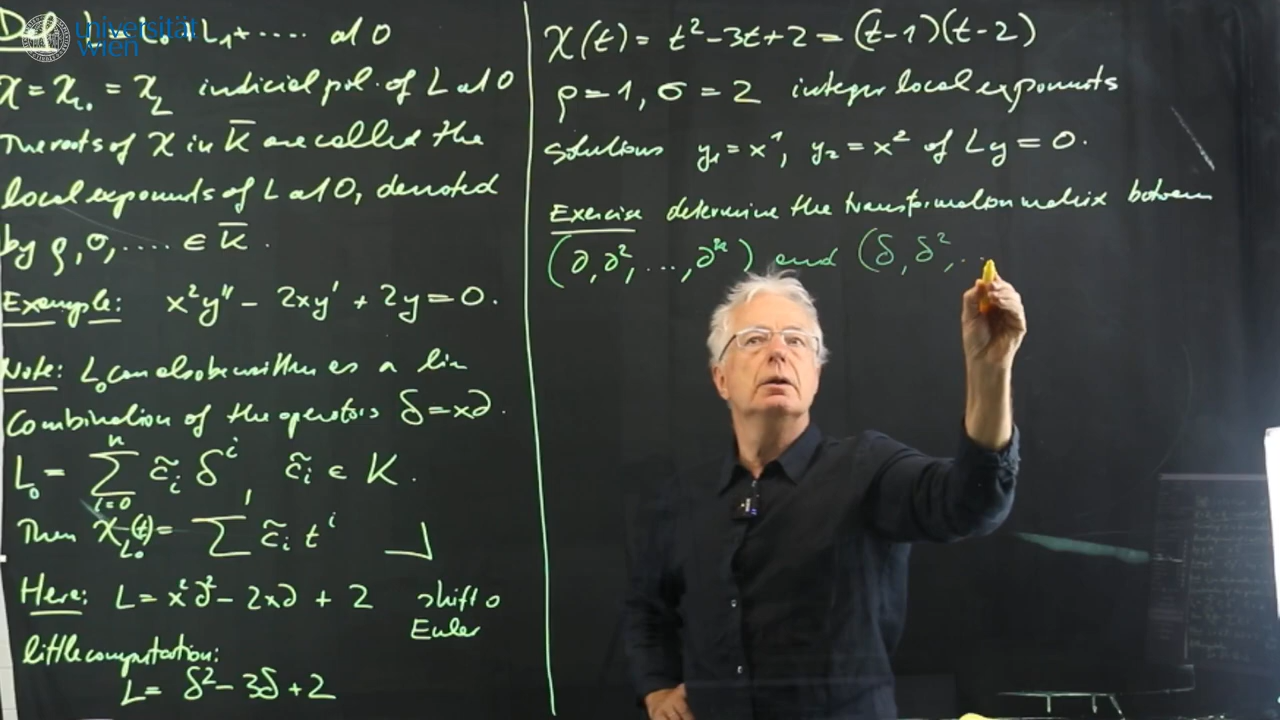 universität
wien
Def L = L₀ + L₁ + .... at 0
χ = χ_{L₀} = χ_L indicial pol. of L at 0
The roots of χ in K̄ are called the
local exponents of L at 0, denoted
by ρ, σ, .... ∈ K̄.
Example: x²y'' - 2xy' + 2y = 0.
Note: L₀ can also be written as a lin
combination of the operators δ = x∂.
L₀ = ∑_{i=0}^{n} c̃ᵢ δⁱ, c̃ᵢ ∈ K.
Then χ_{L₀}(t) = ∑ c̃ᵢ tⁱ
Here: L = x²∂² - 2x∂ + 2 shift 0
Euler
little computation:
L = δ² - 3δ + 2
χ(t) = t² - 3t + 2 = (t-1)(t-2)
ρ = 1, σ = 2 integer local exponents
Solutions y₁ = x¹, y₂ = x² of Ly = 0.
Exercise determine the transformation matrix between
(∂, ∂², ..., ∂ᵏ) and (δ, δ², ..